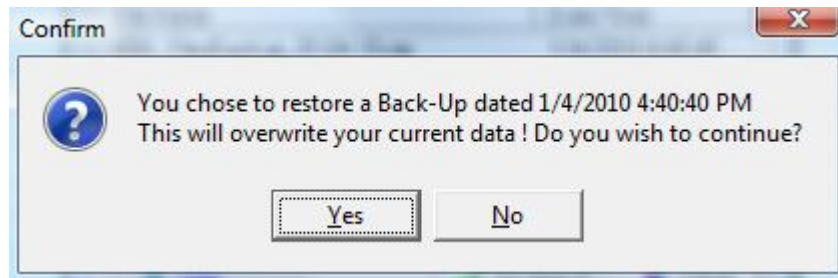 Confirm
You chose to restore a Back-Up dated 1/4/2010 4:40:40 PM
This will overwrite your current data ! Do you wish to continue?
Yes
No